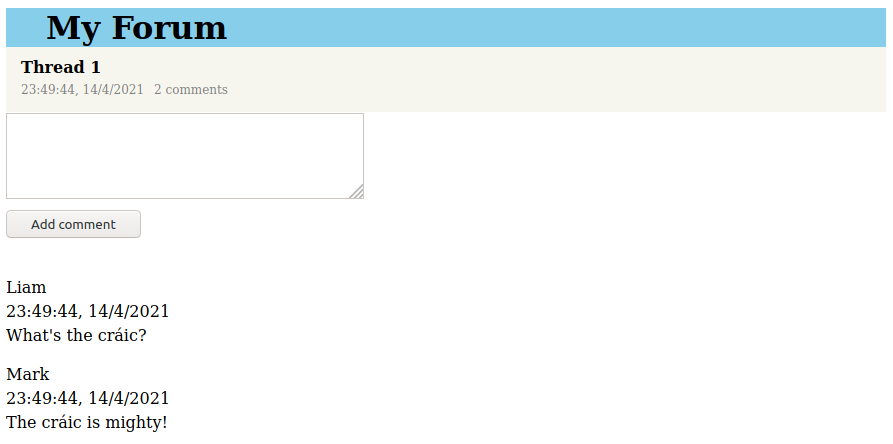 My Forum
Thread 1
23:49:44, 14/4/2021 2 comments
Add comment
Liam
23:49:44, 14/4/2021
What's the cráic?
Mark
23:49:44, 14/4/2021
The cráic is mighty!